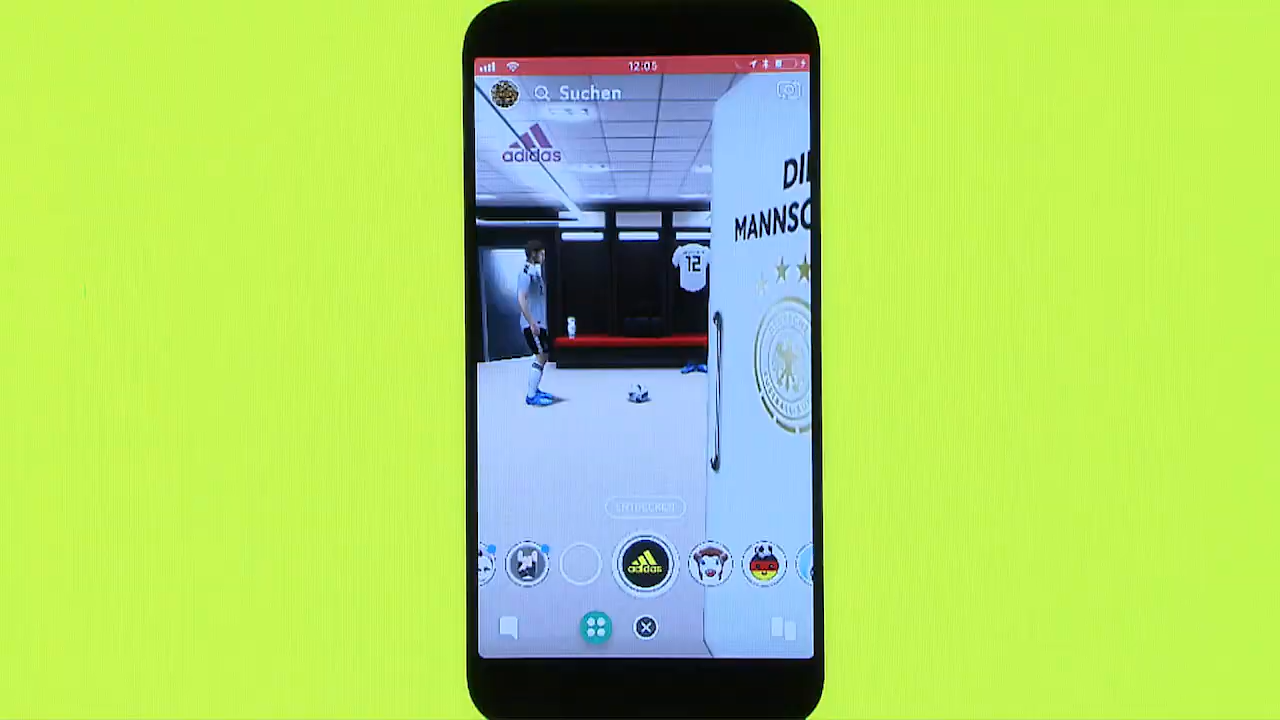 12:05
Suchen
adidas
DI
MANNSC
12
ENTDECKEN
adidas